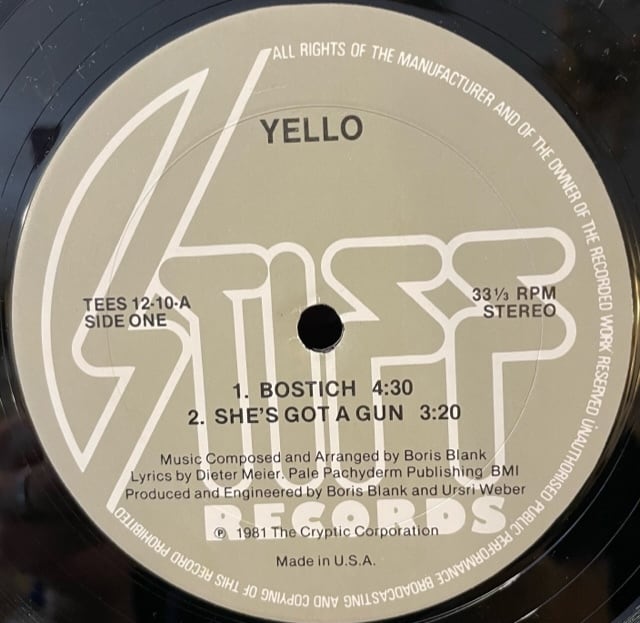 ALL RIGHTS OF THE MANUFACTURER AND OF THE OWNER OF THE RECORDED WORK RESERVED UNAUTHORISED PUBLIC PERFORMANCE BROADCASTING AND COPYING OF THIS RECORD PROHIBITED
YELLO
STIFF
TEES 12-10-A
SIDE ONE
33⅓ RPM
STEREO
1. BOSTICH 4:30
2. SHE'S GOT A GUN 3:20
Music Composed and Arranged by Boris Blank
Lyrics by Dieter Meier, Pale Pachyderm Publishing BMI
Produced and Engineered by Boris Blank and Ursri Weber
RECORDS
℗ 1981 The Cryptic Corporation
Made in U.S.A.